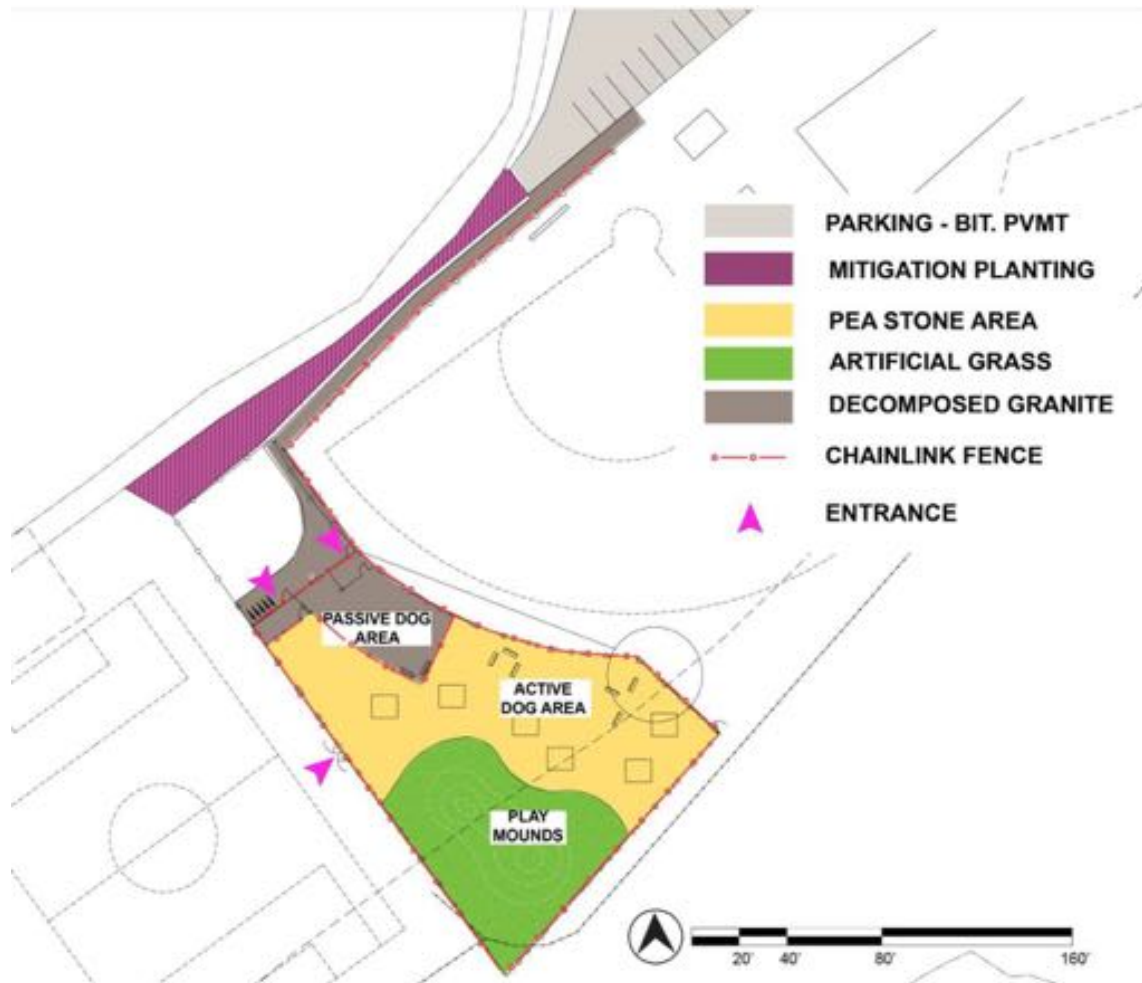 PARKING - BIT. PVMT
MITIGATION PLANTING
PEA STONE AREA
ARTIFICIAL GRASS
DECOMPOSED GRANITE
CHAINLINK FENCE
ENTRANCE
PASSIVE DOG
AREA
ACTIVE
DOG AREA
PLAY
MOUNDS
20' 40' 80' 160'